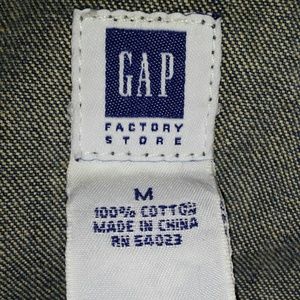 GAP
FACTORY
STORE
M
100% COTTON
MADE IN CHINA
RN 54023